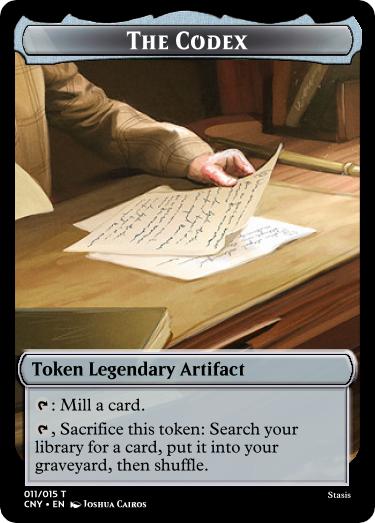 The Codex
Token Legendary Artifact
: Mill a card.
, Sacrifice this token: Search your
library for a card, put it into your
graveyard, then shuffle.
011/015 T
CNY • EN Joshua Cairos
Stasis